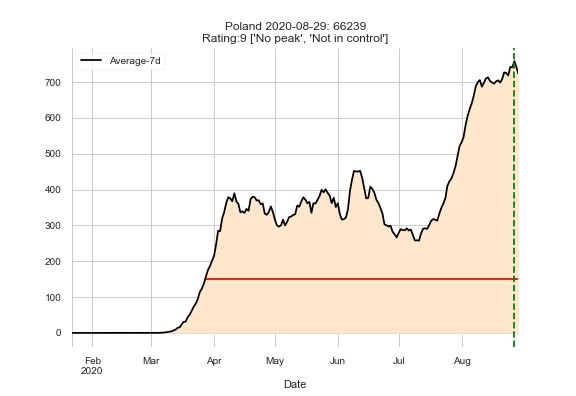 Poland 2020-08-29: 66239
Rating:9 ['No peak', 'Not in control']
Average-7d
700
600
500
400
300
200
100
0
Feb Mar Apr May Jun Jul Aug
2020
Date